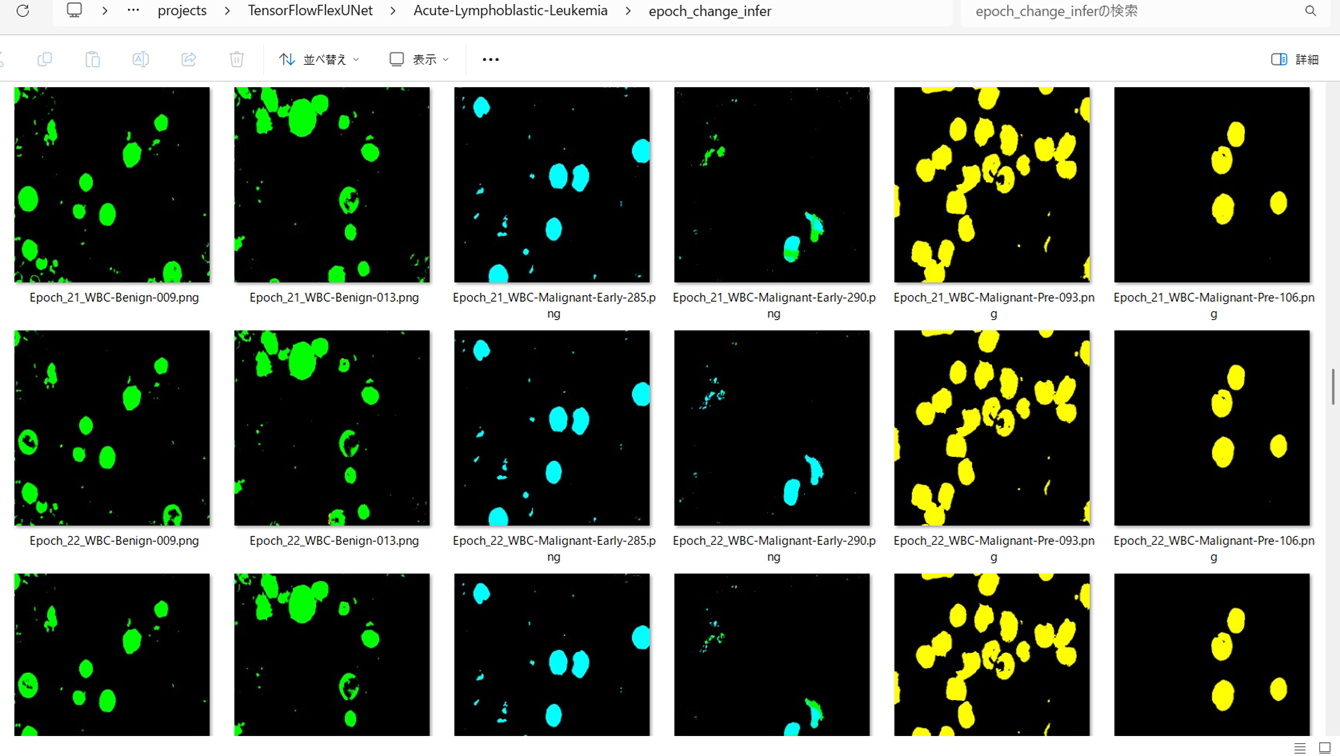 projects > TensorFlowFlexUNet > Acute-Lymphoblastic-Leukemia > epoch_change_infer
epoch_change_inferの検索
並べ替え
表示
詳細
Epoch_21_WBC-Benign-009.png
Epoch_21_WBC-Benign-013.png
Epoch_21_WBC-Malignant-Early-285.p
ng
Epoch_21_WBC-Malignant-Early-290.p
ng
Epoch_21_WBC-Malignant-Pre-093.pn
g
Epoch_21_WBC-Malignant-Pre-106.pn
g
Epoch_22_WBC-Benign-009.png
Epoch_22_WBC-Benign-013.png
Epoch_22_WBC-Malignant-Early-285.p
ng
Epoch_22_WBC-Malignant-Early-290.p
ng
Epoch_22_WBC-Malignant-Pre-093.pn
g
Epoch_22_WBC-Malignant-Pre-106.pn
g